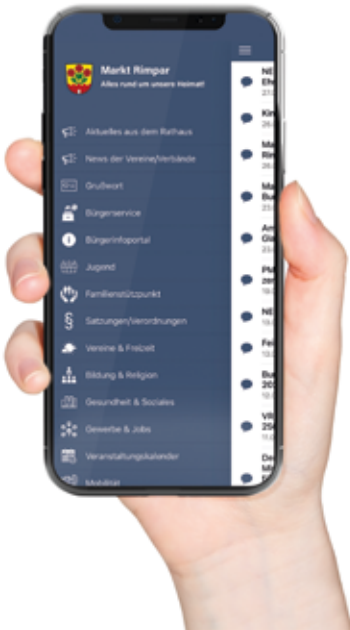 Markt Rimpar
Alles rund um unsere Heimat!
Aktuelles aus dem Rathaus
News der Vereine/Verbände
Grußwort
Bürgerservice
Bürgerinfoportal
Jugend
Familienstützpunkt
Satzungen/Verordnungen
Vereine & Freizeit
Bildung & Religion
Gesundheit & Soziales
Gewerbe & Jobs
Veranstaltungskalender
Mobilität